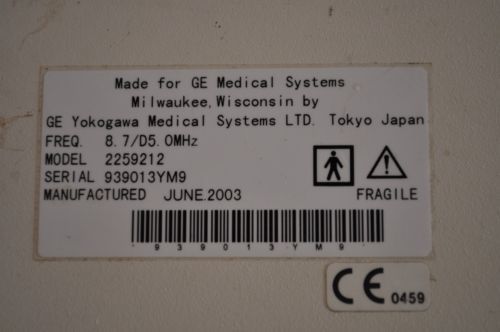 Made for GE Medical Systems
Milwaukee, Wisconsin by
GE Yokogawa Medical Systems LTD. Tokyo Japan
FREQ. 8.7/D5.0MHz
MODEL 2259212
SERIAL 939013YM9
MANUFACTURED JUNE.2003
FRAGILE
939013YM9
CE 0459